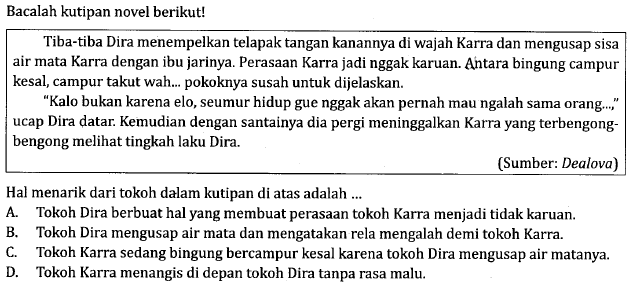 Bacalah kutipan novel berikut!
Tiba-tiba Dira menempelkan telapak tangan kanannya di wajah Karra dan mengusap sisa
air mata Karra dengan ibu jarinya. Perasaan Karra jadi nggak karuan. Antara bingung campur
kesal, campur takut wah... pokoknya susah untuk dijelaskan.
“Kalo bukan karena elo, seumur hidup gue nggak akan pernah mau ngalah sama orang...,”
ucap Dira datar. Kemudian dengan santainya dia pergi meninggalkan Karra yang terbengong-
bengong melihat tingkah laku Dira.
(Sumber: Dealova)
Hal menarik dari tokoh dalam kutipan di atas adalah ...
A. Tokoh Dira berbuat hal yang membuat perasaan tokoh Karra menjadi tidak karuan.
B. Tokoh Dira mengusap air mata dan mengatakan rela mengalah demi tokoh Karra.
C. Tokoh Karra sedang bingung bercampur kesal karena tokoh Dira mengusap air matanya.
D. Tokoh Karra menangis di depan tokoh Dira tanpa rasa malu.